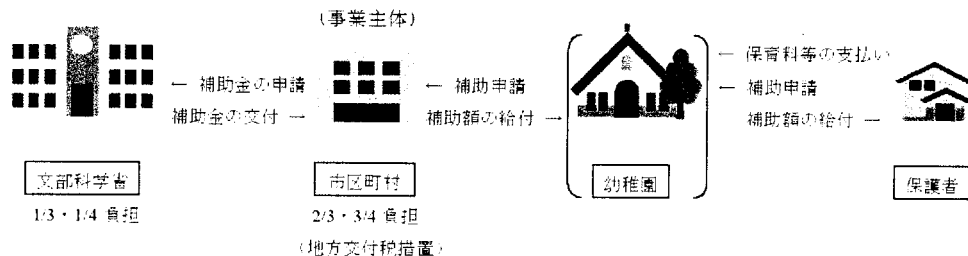 (事業主体)
← 補助金の申請
補助金の交付 →
← 補助申請
補助額の給付 →
← 保育料等の支払い
← 補助申請
補助額の給付 →
文部科学省
市区町村
幼稚園
保護者
1/3・1/4 負担
2/3・3/4 負担
(地方交付税措置)